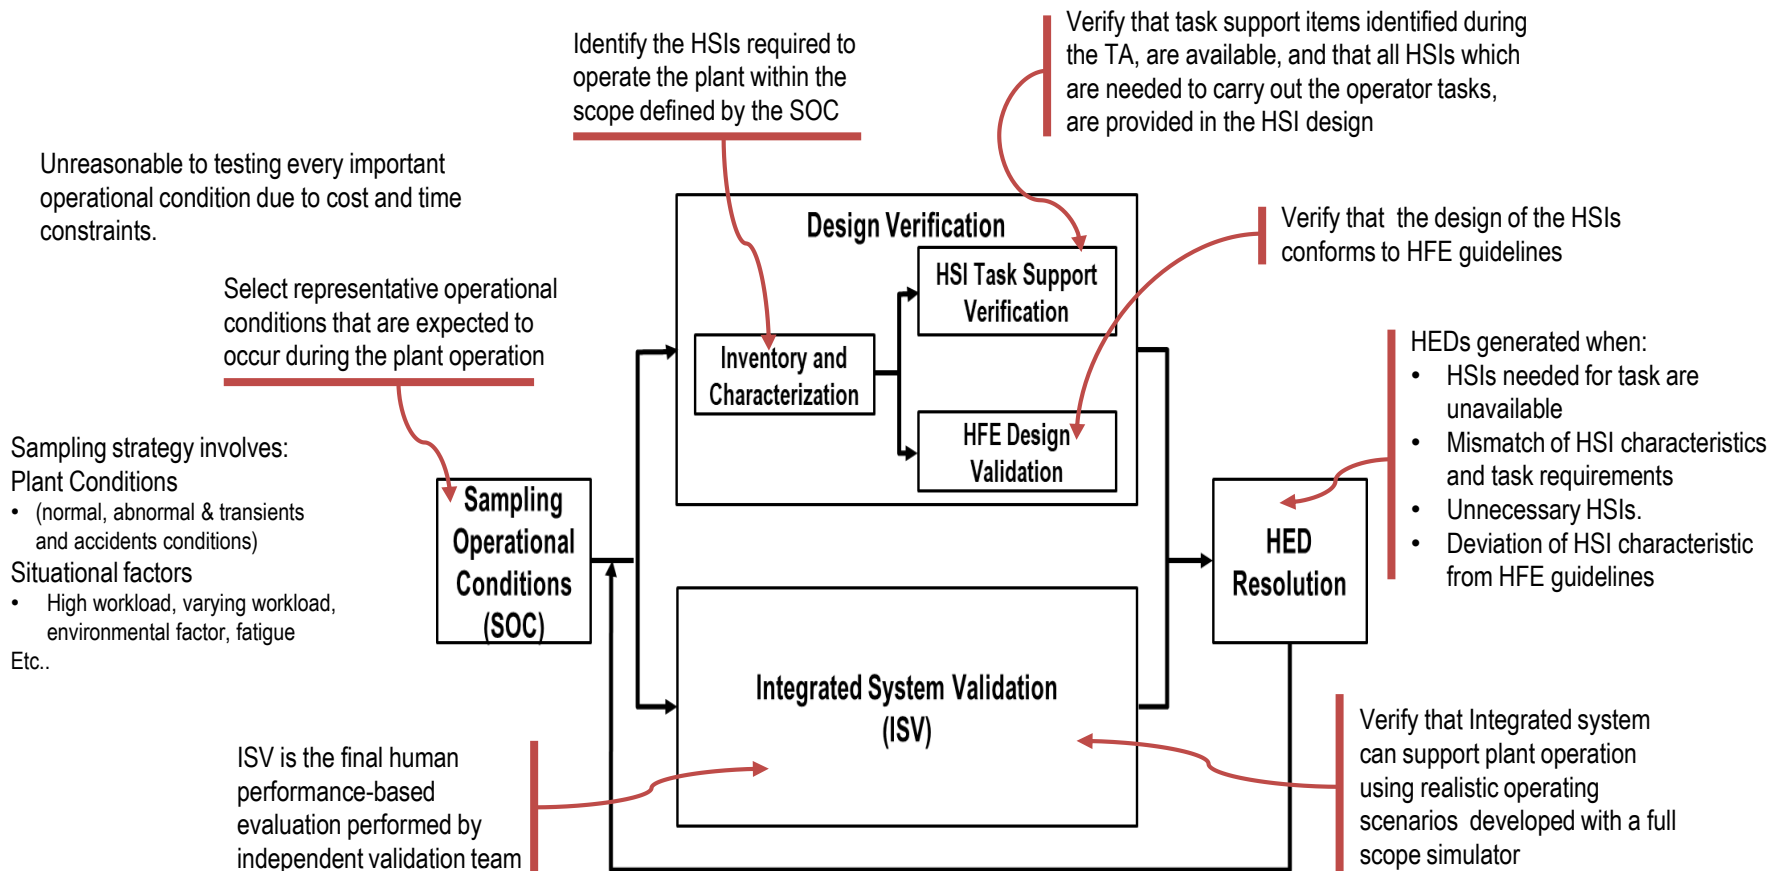 Identify the HSIs required to
operate the plant within the
scope defined by the SOC
Verify that task support items identified during
the TA, are available, and that all HSIs which
are needed to carry out the operator tasks,
are provided in the HSI design
Unreasonable to testing every important
operational condition due to cost and time
constraints.
Verify that the design of the HSIs
conforms to HFE guidelines
Select representative operational
conditions that are expected to
occur during the plant operation
Design Verification
HSI Task Support
Verification
Inventory and
Characterization
HFE Design
Validation
HEDs generated when:
• HSIs needed for task are
unavailable
• Mismatch of HSI characteristics
and task requirements
• Unnecessary HSIs.
• Deviation of HSI characteristic
from HFE guidelines
Sampling strategy involves:
Plant Conditions
• (normal, abnormal & transients
and accidents conditions)
Situational factors
• High workload, varying workload,
environmental factor, fatigue
Etc..
Sampling
Operational
Conditions
(SOC)
HED
Resolution
Integrated System Validation
(ISV)
ISV is the final human
performance-based
evaluation performed by
independent validation team
Verify that Integrated system
can support plant operation
using realistic operating
scenarios developed with a full
scope simulator